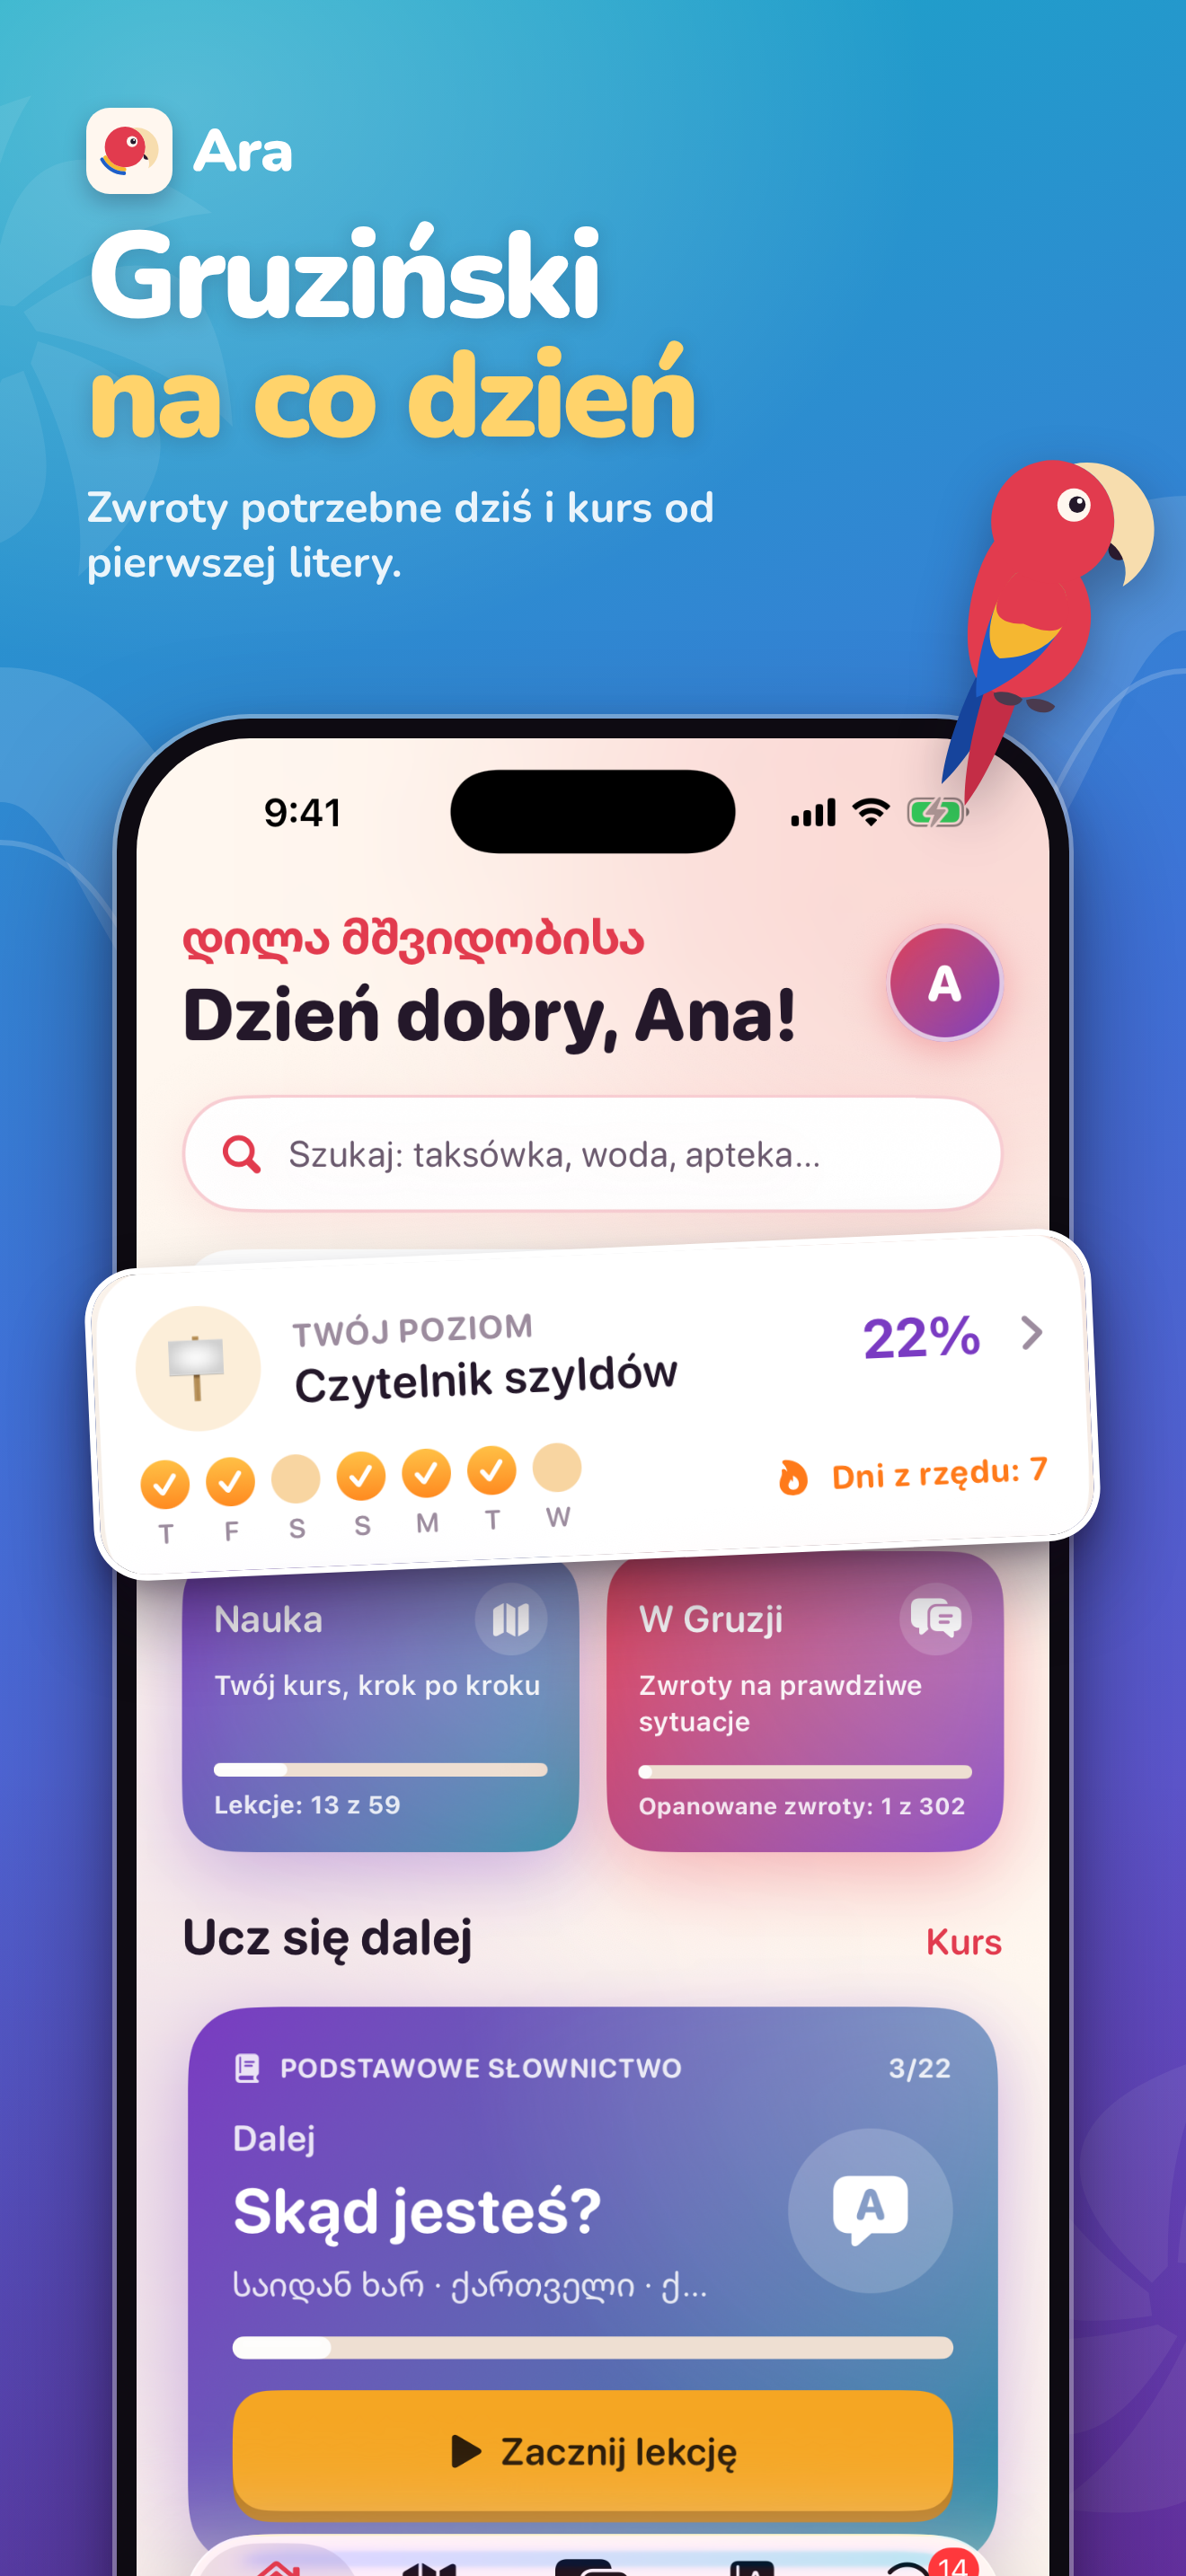 Ara
Gruziński
na co dzień
Zwroty potrzebne dziś i kurs od
pierwszej litery.
9:41
დილა მშვიდობისა
Dzień dobry, Ana!
A
Szukaj: taksówka, woda, apteka...
TWÓJ POZIOM
Czytelnik szyldów
22%
T F S S M T W
Dni z rzędu: 7
Nauka
Twój kurs, krok po kroku
Lekcje: 13 z 59
W Gruzji
Zwroty na prawdziwe
sytuacje
Opanowane zwroty: 1 z 302
Ucz się dalej
Kurs
PODSTAWOWE SŁOWNICTWO
3/22
Dalej
Skąd jesteś?
A
საიდან ხარ · ქართველი · ქ...
Zacznij lekcję
14